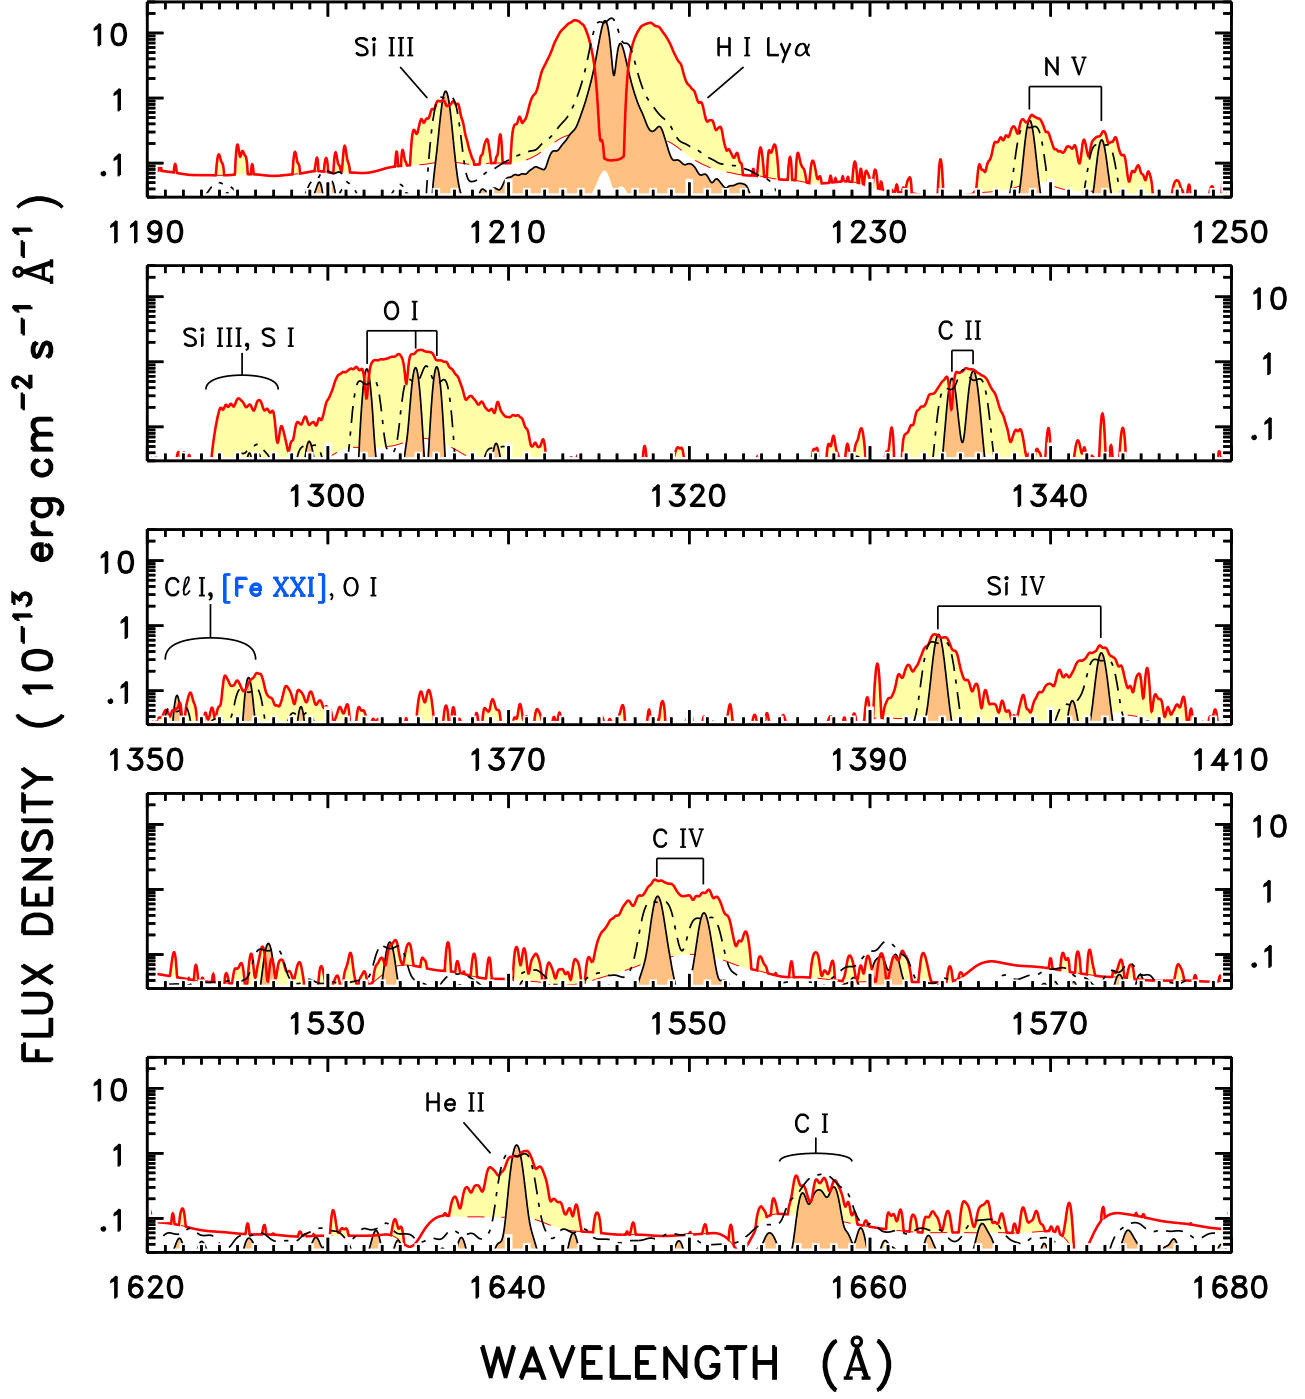 FLUX DENSITY (10⁻¹³ erg cm⁻² s⁻¹ Å⁻¹)
10
1
.1
Si III
H I Lyα
N V
1190 1210 1230 1250
Si III, S I
O I
C II
10
1
.1
1300 1320 1340
10
1
.1
Cℓ I, [Fe XXI], O I
Si IV
1350 1370 1390 1410
C IV
10
1
.1
1530 1550 1570
10
1
.1
He II
C I
1620 1640 1660 1680
WAVELENGTH (Å)